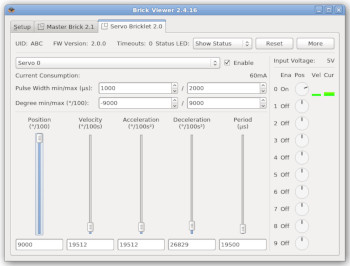 Brick Viewer 2.4.16
Setup Master Brick 2.1 Servo Bricklet 2.0
UID: ABC FW Version: 2.0.0 Timeouts: 0 Status LED: Show Status Reset More
Servo 0 Enable
Current Consumption: 60mA
Pulse Width min/max (µs): 1000 / 2000
Degree min/max (°/100): -9000 / 9000
Position (°/100) Velocity (°/100s) Acceleration (°/100s²) Deceleration (°/100s²) Period (µs)
9000 19512 19512 26829 19500
Input Voltage: 5V
Ena Pos Vel Cur
0 On
1 Off
2 Off
3 Off
4 Off
5 Off
6 Off
7 Off
8 Off
9 Off